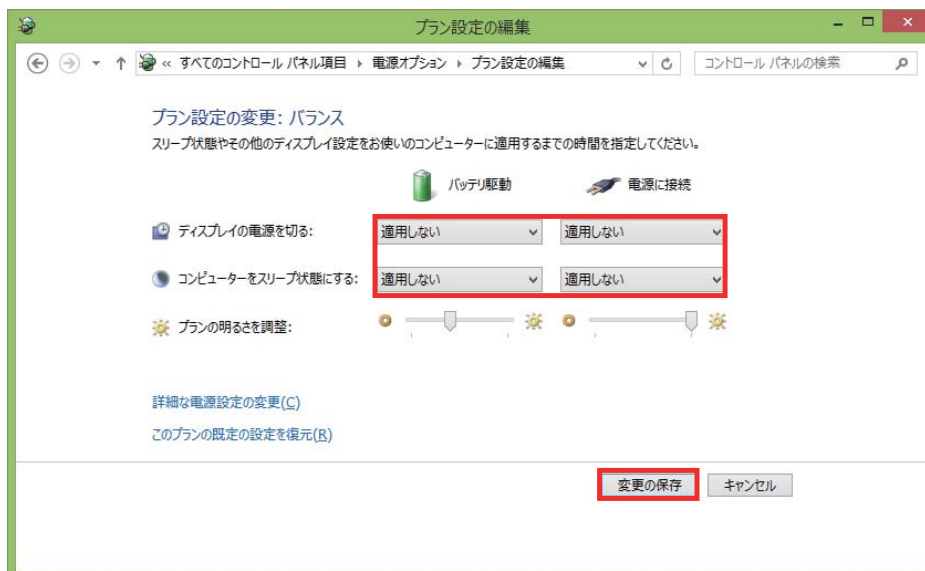 プラン設定の編集
« すべてのコントロール パネル項目 ▸ 電源オプション ▸ プラン設定の編集
コントロール パネルの検索
プラン設定の変更: バランス
スリープ状態やその他のディスプレイ設定をお使いのコンピューターに適用するまでの時間を指定してください。
バッテリ駆動 電源に接続
ディスプレイの電源を切る: 適用しない 適用しない
コンピューターをスリープ状態にする: 適用しない 適用しない
プランの明るさを調整:
詳細な電源設定の変更(C)
このプランの既定の設定を復元(R)
変更の保存 キャンセル